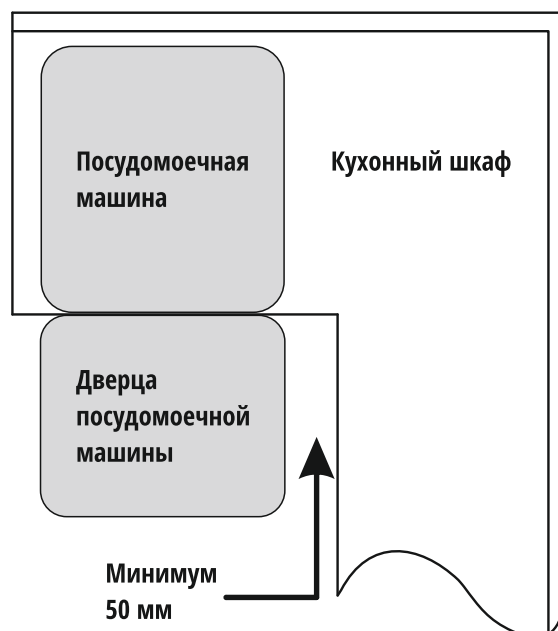 Посудомоечная
машина
Кухонный шкаф
Дверца
посудомоечной
машины
Минимум
50 мм